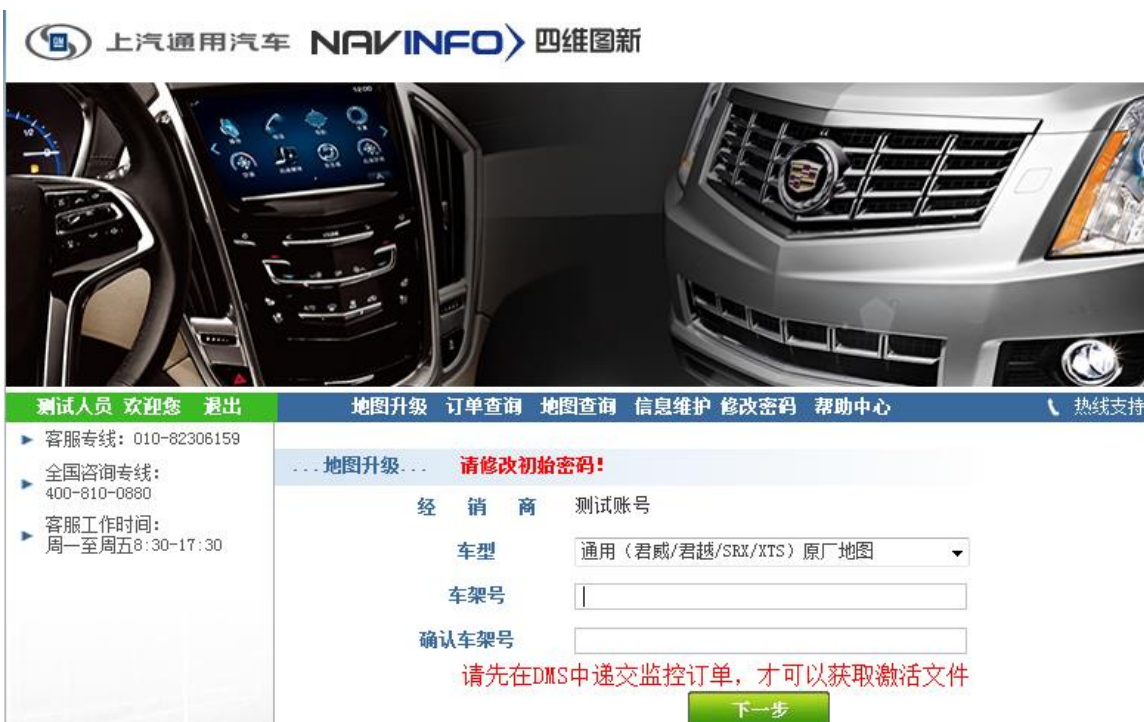 上汽通用汽车 NAVINFO 四维图新
12:00
测试人员 欢迎您 退出
地图升级 订单查询 地图查询 信息维护 修改密码 帮助中心
热线支持
客服专线：010-82306159
全国咨询专线：
400-810-0880
客服工作时间：
周一至周五8:30-17:30
...地图升级... 请修改初始密码！
经 销 商 测试账号
车型 通用（君威/君越/SRX/XTS）原厂地图
车架号
确认车架号
请先在DMS中递交监控订单，才可以获取激活文件
下一步